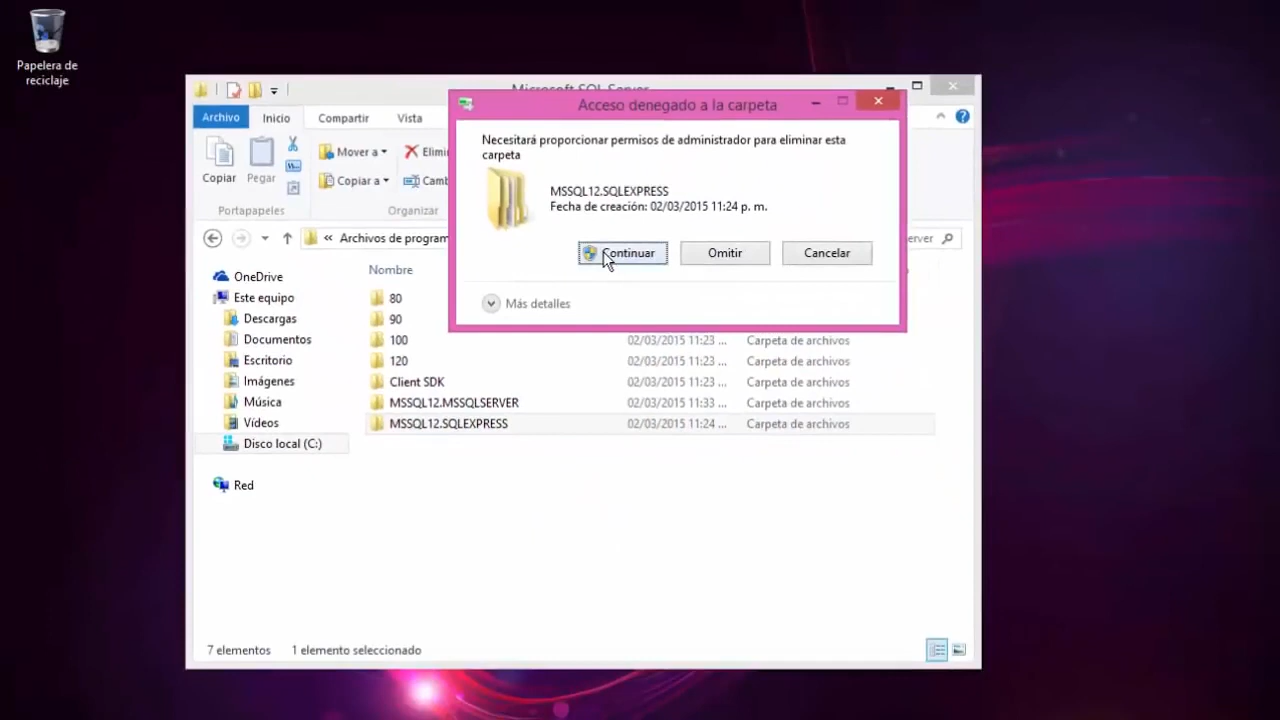 Papelera de
reciclaje
Microsoft SQL Server
Archivo
Inicio
Compartir
Vista
Copiar
Pegar
Mover a
Copiar a
Elimi
Camb
Portapapeles
Organizar
Acceso denegado a la carpeta
Necesitará proporcionar permisos de administrador para eliminar esta
carpeta
MSSQL12.SQLEXPRESS
Fecha de creación: 02/03/2015 11:24 p. m.
Continuar
Omitir
Cancelar
Más detalles
« Archivos de program
erver
OneDrive
Este equipo
Descargas
Documentos
Escritorio
Imágenes
Música
Vídeos
Disco local (C:)
Red
Nombre
80
90
100 02/03/2015 11:23 ... Carpeta de archivos
120 02/03/2015 11:23 ... Carpeta de archivos
Client SDK 02/03/2015 11:23 ... Carpeta de archivos
MSSQL12.MSSQLSERVER 02/03/2015 11:33 ... Carpeta de archivos
MSSQL12.SQLEXPRESS 02/03/2015 11:24 ... Carpeta de archivos
7 elementos 1 elemento seleccionado